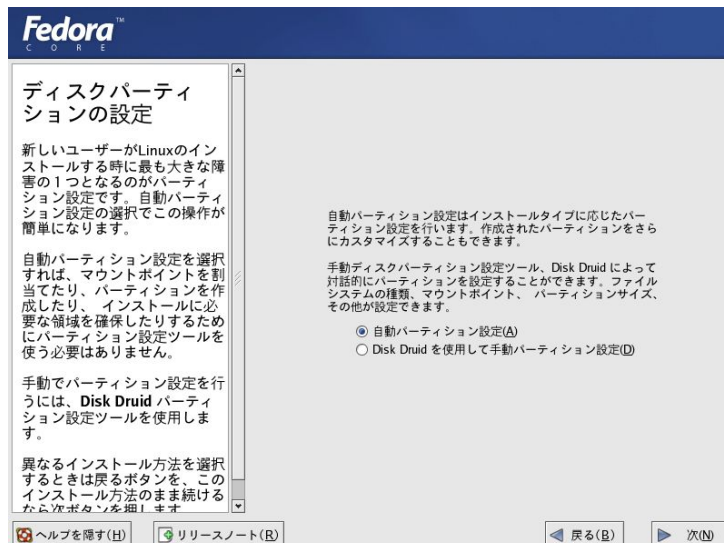 Fedora™
CORE
ディスクパーティ
ションの設定
新しいユーザーがLinuxのイン
ストールする時に最も大きな障
害の１つとなるのがパーティ
ション設定です。自動パーティ
ション設定の選択でこの操作が
簡単になります。
自動パーティション設定を選択
すれば、マウントポイントを割
当てたり、パーティションを作
成したり、 インストールに必
要な領域を確保したりするため
にパーティション設定ツールを
使う必要はありません。
手動でパーティション設定を行
うには、Disk Druid パーティ
ション設定ツールを使用しま
す。
異なるインストール方法を選択
するときは戻るボタンを、この
インストール方法のまま続ける
なら次ボタンを押します
自動パーティション設定はインストールタイプに応じたパー
ティション設定を行います。作成されたパーティションをさら
にカスタマイズすることもできます。
手動ディスクパーティション設定ツール、Disk Druid によって
対話的にパーティションを設定することができます。ファイル
システムの種類、マウントポイント、 パーティションサイズ、
その他が設定できます。
自動パーティション設定(A)
Disk Druid を使用して手動パーティション設定(D)
ヘルプを隠す(H)
リリースノート(R)
戻る(B)
次(N)